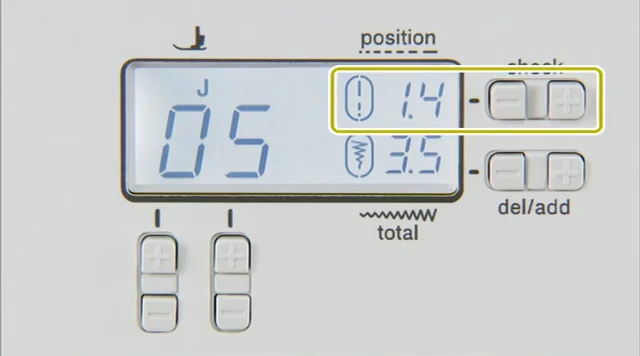 position
check
J
05
1.4
- +
3.5
- +
del/add
total
+ +
- -